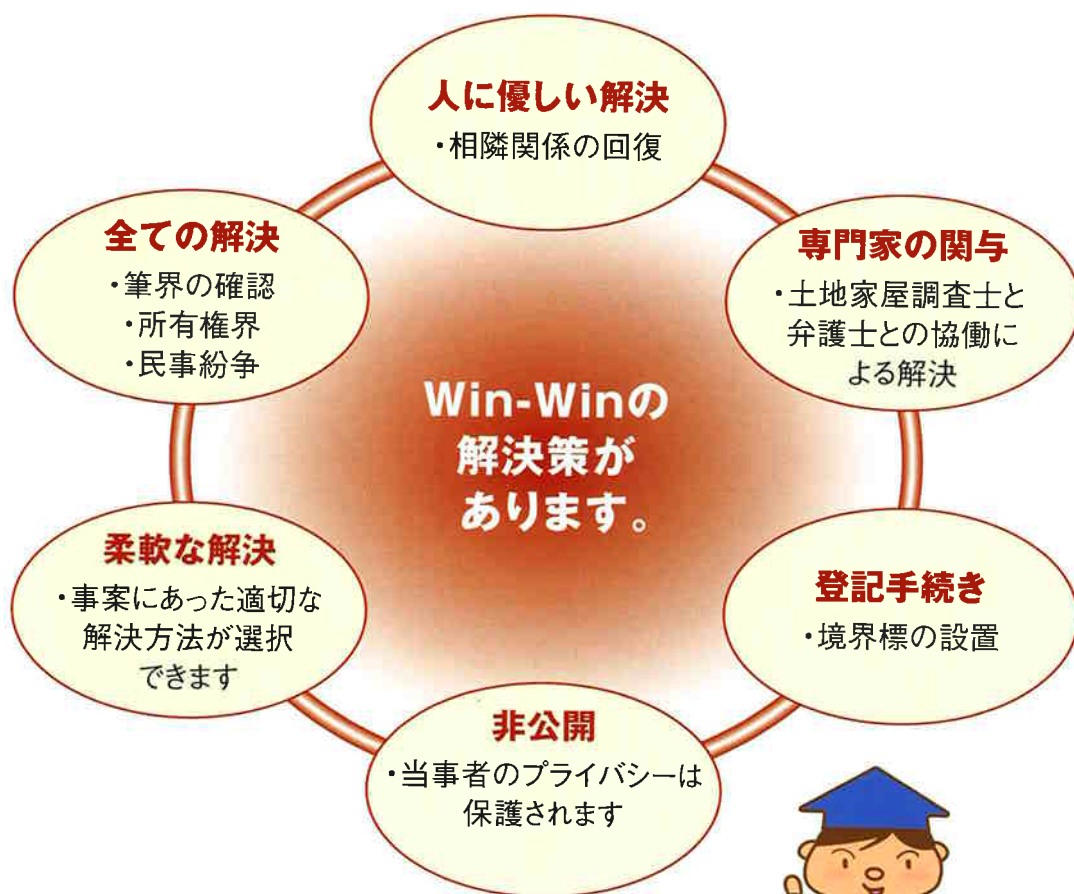 人に優しい解決
・相隣関係の回復
全ての解決
・筆界の確認
・所有権界
・民事紛争
専門家の関与
・土地家屋調査士と
弁護士との協働に
よる解決
Win-Winの
解決策が
あります。
柔軟な解決
・事案にあった適切な
解決方法が選択
できます
登記手続き
・境界標の設置
非公開
・当事者のプライバシーは
保護されます